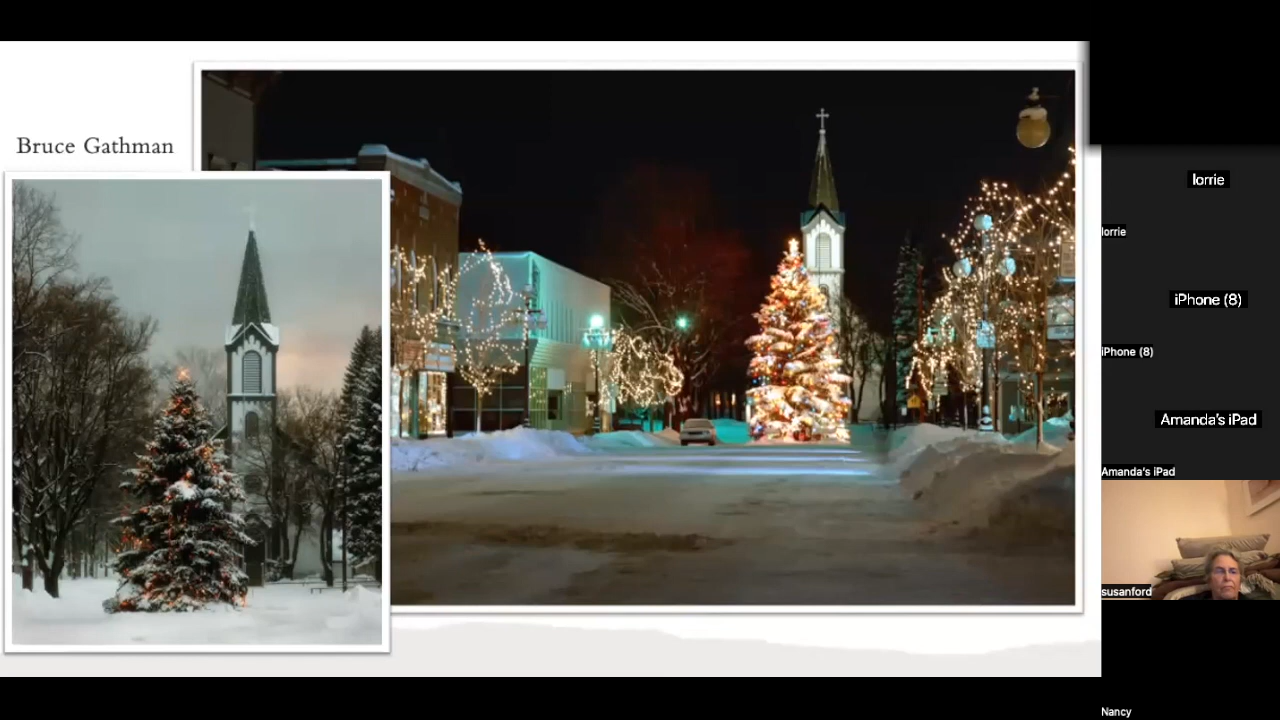 Bruce Gathman
lorrie
lorrie
iPhone (8)
iPhone (8)
Amanda's iPad
Amanda's iPad
susanford
Nancy